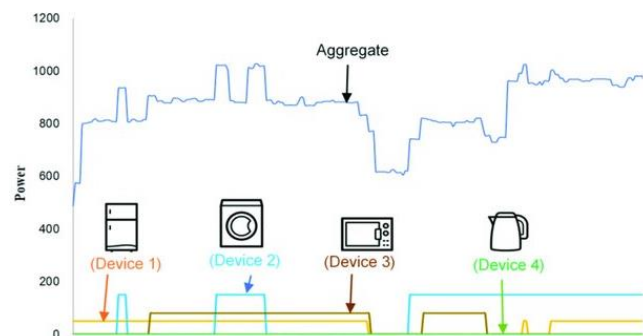 1200
Aggregate
1000
800
Power
600
400
(Device 1)
(Device 2)
(Device 3)
(Device 4)
200
0